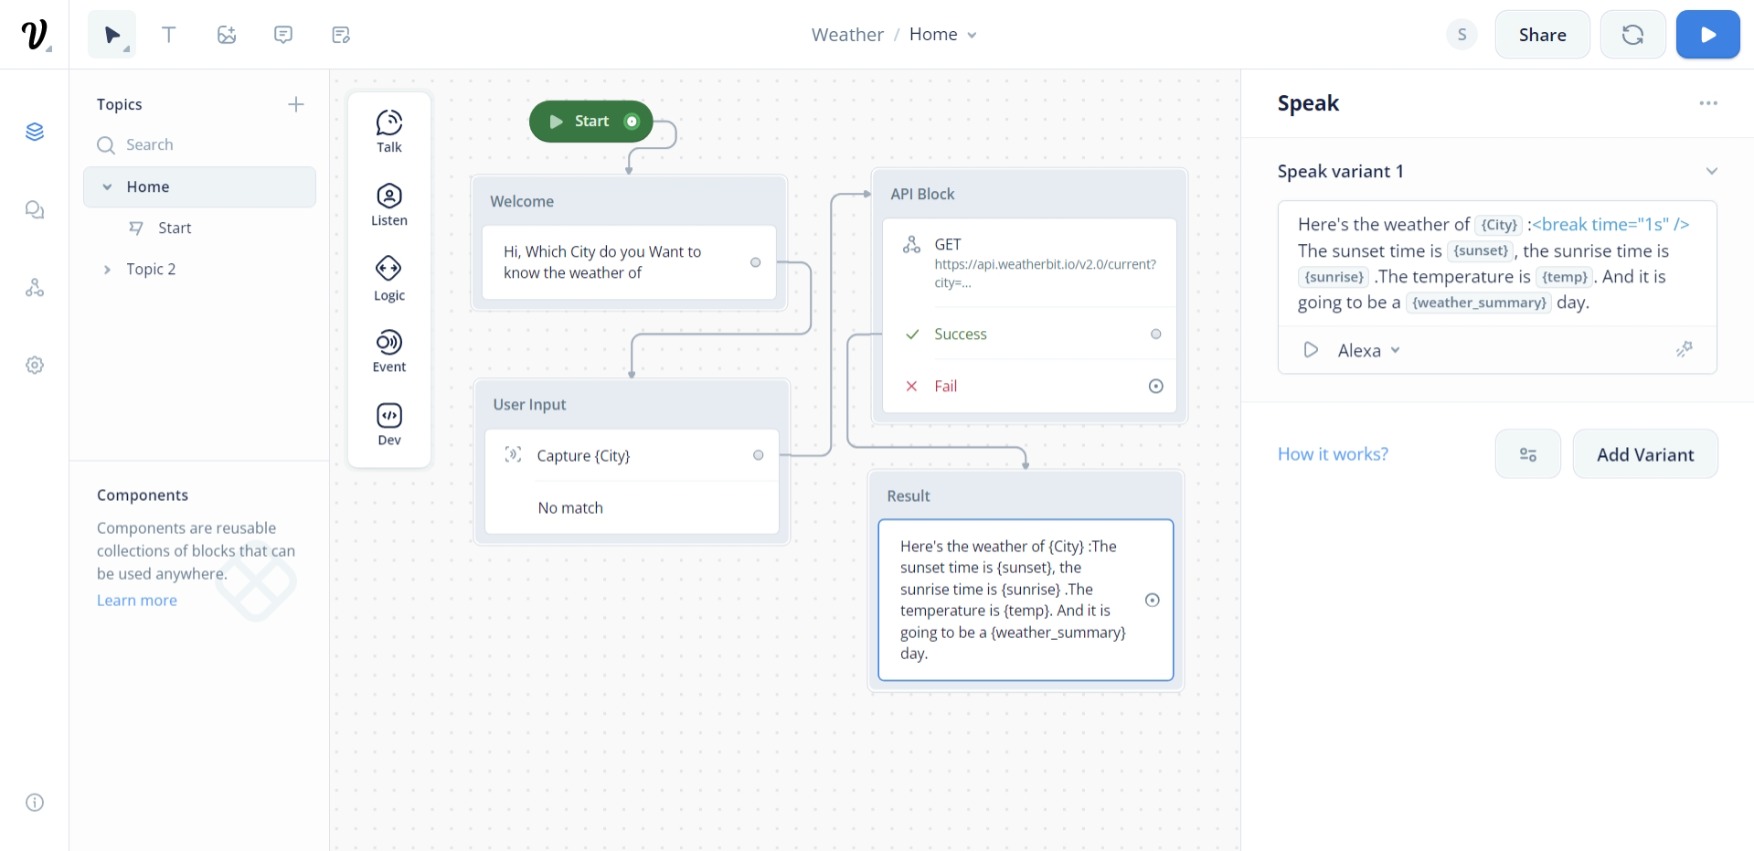 Weather / Home
S
Share
Topics
Search
Home
Start
Topic 2
Components
Components are reusable
collections of blocks that can
be used anywhere.
Learn more
Talk
Listen
Logic
Event
Dev
Start
Welcome
Hi, Which City do you Want to
know the weather of
User Input
Capture {City}
No match
API Block
GET
https://api.weatherbit.io/v2.0/current?
city=...
Success
Fail
Result
Here's the weather of {City} :The
sunset time is {sunset}, the
sunrise time is {sunrise} .The
temperature is {temp}. And it is
going to be a {weather_summary}
day.
Speak
Speak variant 1
Here's the weather of {City} :<break time="1s" />
The sunset time is {sunset} , the sunrise time is
{sunrise} .The temperature is {temp} . And it is
going to be a {weather_summary} day.
Alexa
How it works?
Add Variant